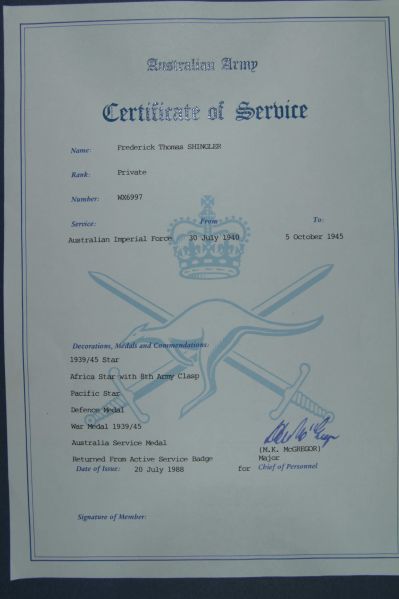 Australian Army
Certificate of Service
Name: Frederick Thomas SHINGLER
Rank: Private
Number: WX6997
Service: From: To:
Australian Imperial Force 30 July 1940 5 October 1945
Decorations, Medals and Commendations:
1939/45 Star
Africa Star with 8th Army Clasp
Pacific Star
Defence Medal
War Medal 1939/45
Australia Service Medal
(M.K. McGREGOR)
Returned From Active Service Badge Major
Date of Issue: 20 July 1988 for Chief of Personnel
Signature of Member: